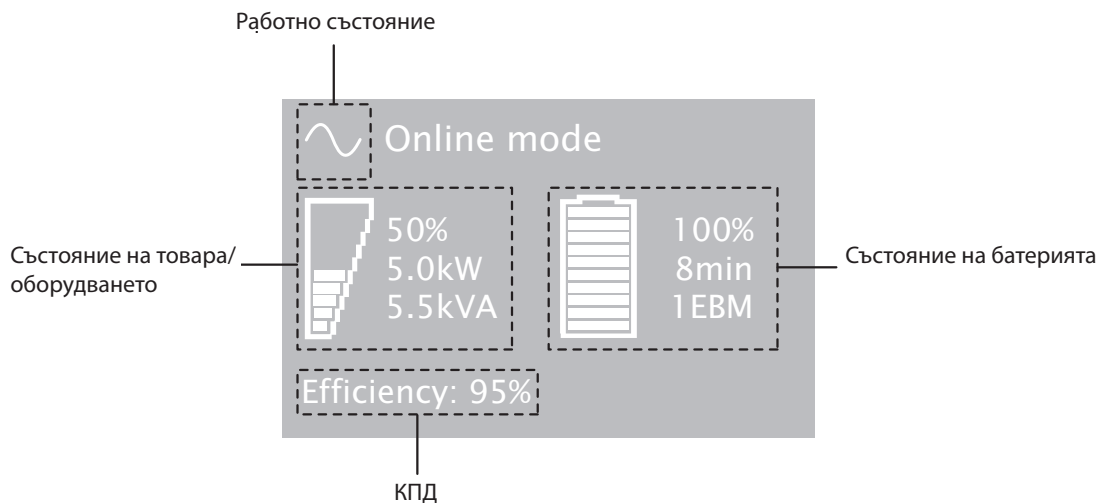 Работно състояние
Online mode
Състояние на товара/
оборудването
50%
5.0kW
5.5kVA
100%
8min
1EBM
Състояние на батерията
Efficiency: 95%
КПД